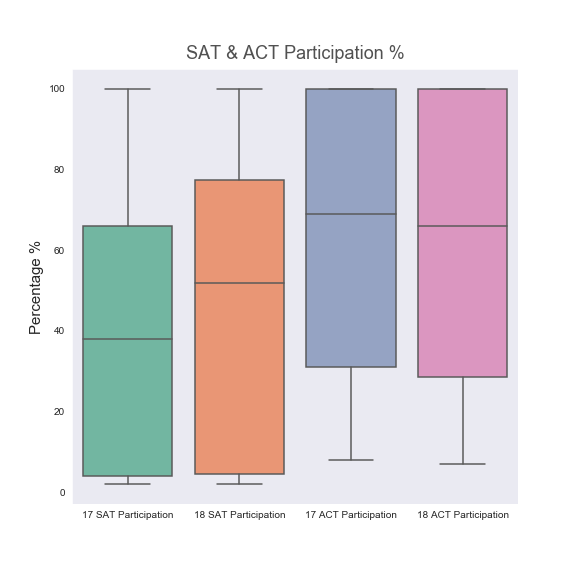 SAT & ACT Participation %
Percentage %
100
80
60
40
20
0
17 SAT Participation
18 SAT Participation
17 ACT Participation
18 ACT Participation